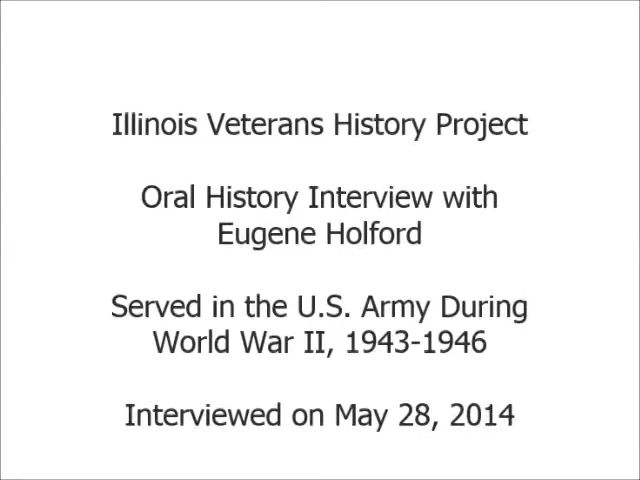 Illinois Veterans History Project
Oral History Interview with
Eugene Holford
Served in the U.S. Army During
World War II, 1943-1946
Interviewed on May 28, 2014